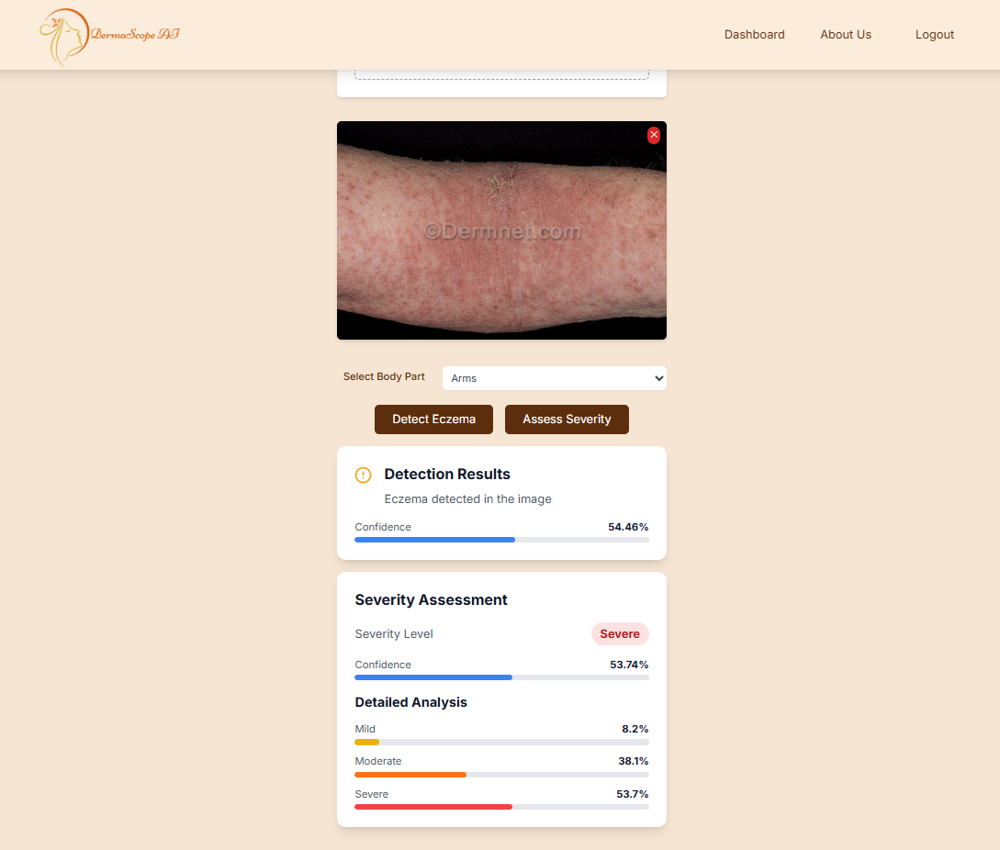 DermaScope AI
Dashboard About Us Logout
©Dermnet.com
Select Body Part Arms
Detect Eczema Assess Severity
Detection Results
Eczema detected in the image
Confidence 54.46%
Severity Assessment
Severity Level Severe
Confidence 53.74%
Detailed Analysis
Mild 8.2%
Moderate 38.1%
Severe 53.7%